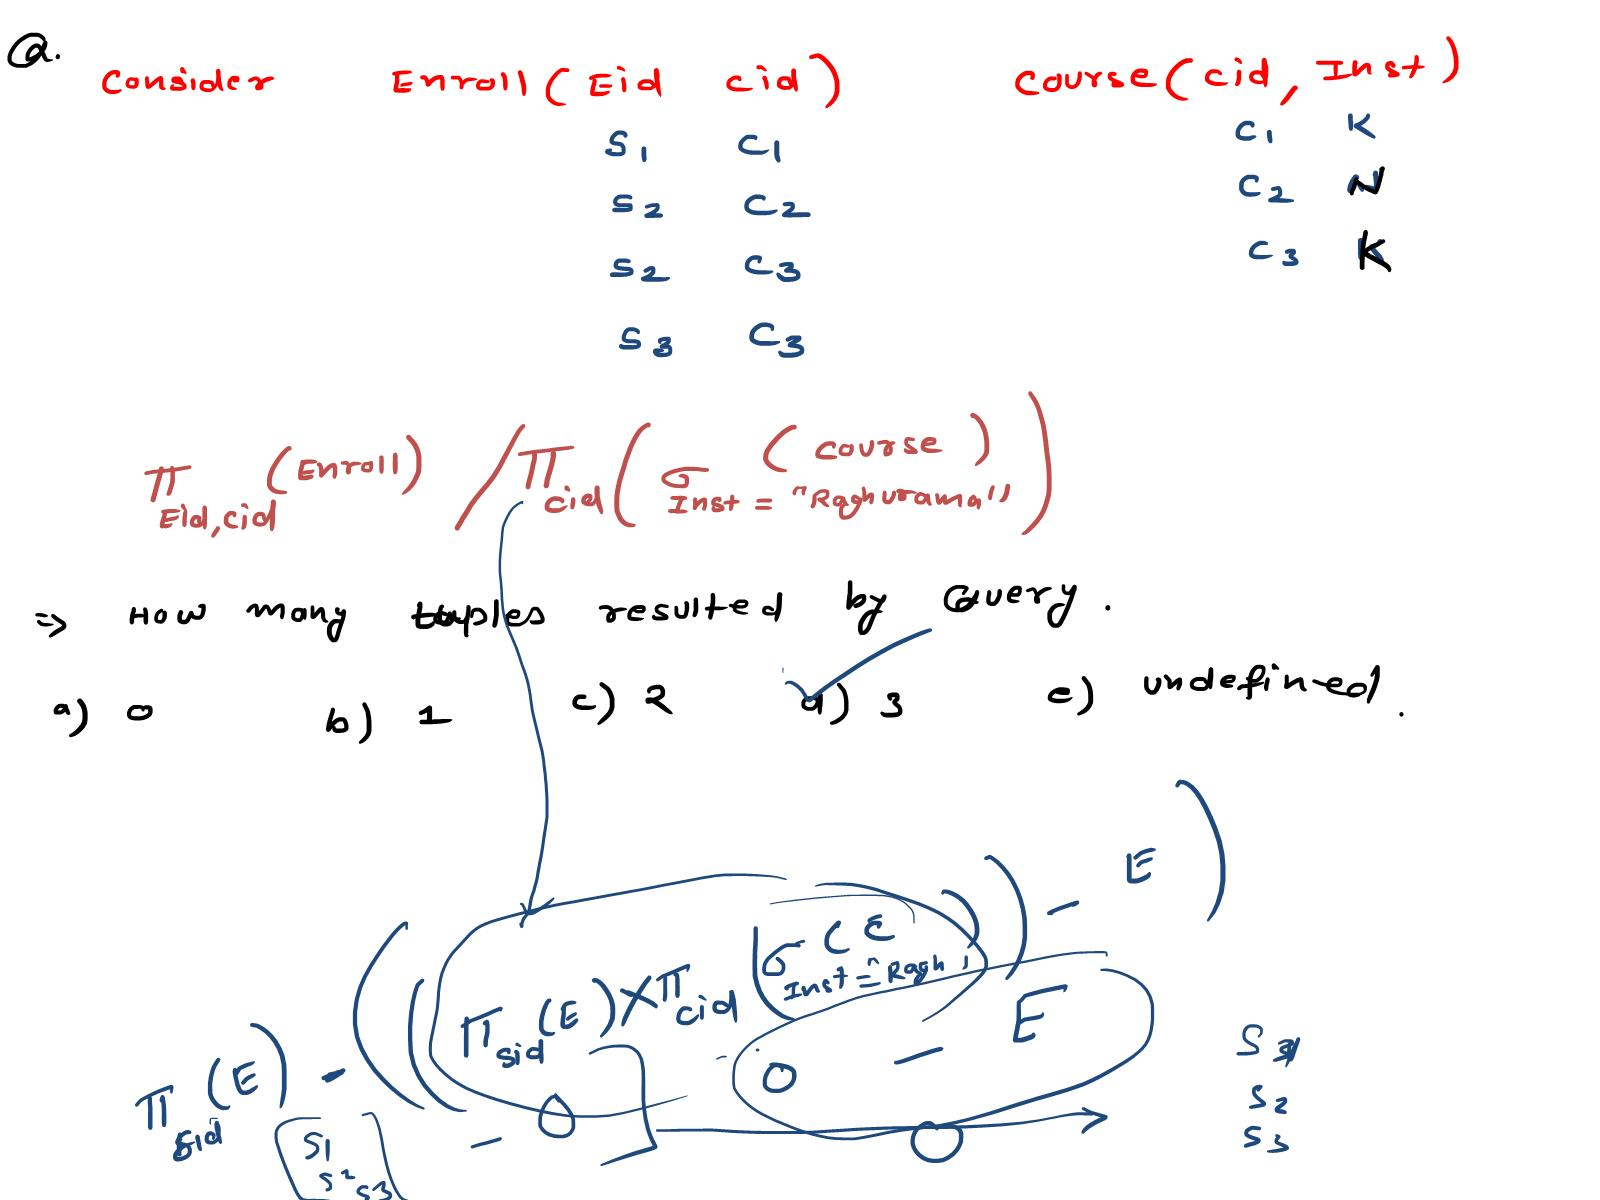 Q.
Consider Enroll( Eid cid ) course( cid, Inst )
S1 C1 C1 K
S2 C2 C2 N
S2 C3 C3 K
S3 C3
π Eid,cid (Enroll) / π cid ( σ Inst = "Raghurama" ( course ) )
⇒ How many tuples resulted by Query.
a) 0 b) 1 c) 2 d) 3 e) undefined.
π sid (E) - ( ( ( π sid (E) × π cid ( σ Inst = "Ragh" ( E ) ) ) - E )
0 - E
S1 S2 S3 - 0 ] 0
S1
S2
S3